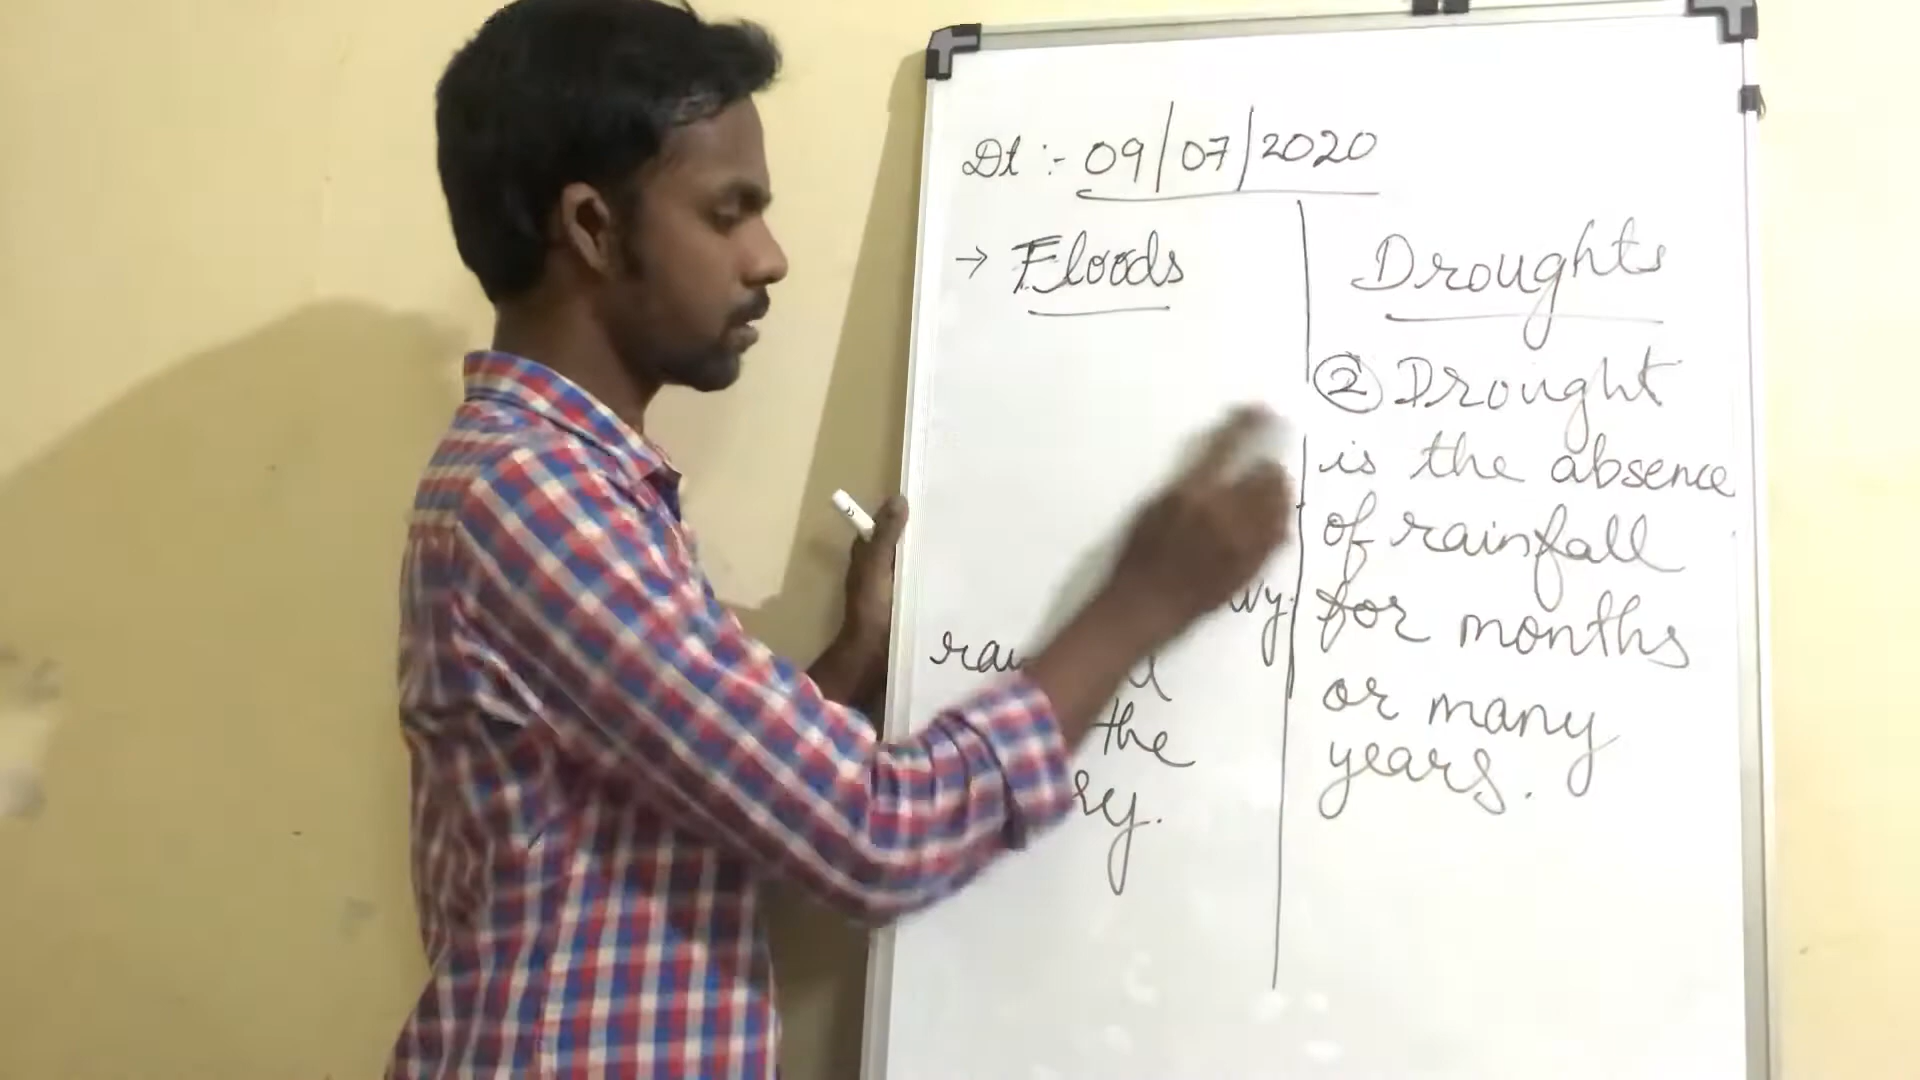 Dt :- 09/07/2020
→ Floods
the
Droughts
② Drought
is the absence
of rainfall
for months
or many
years.